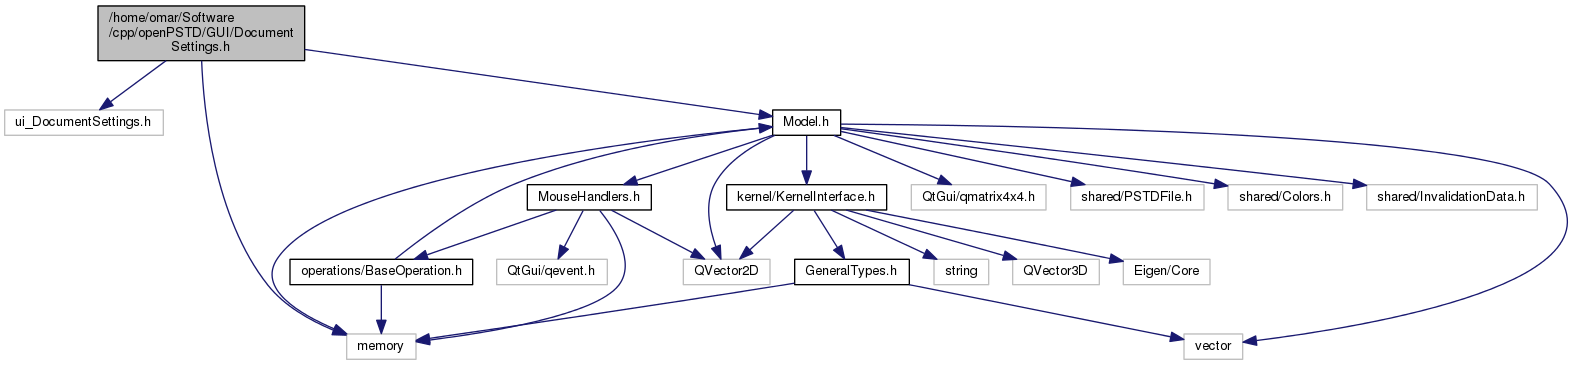 /home/omar/Software
/cpp/openPSTD/GUI/Document
Settings.h
ui_DocumentSettings.h
Model.h
MouseHandlers.h
kernel/KernelInterface.h
QtGui/qmatrix4x4.h
shared/PSTDFile.h
shared/Colors.h
shared/InvalidationData.h
operations/BaseOperation.h
QtGui/qevent.h
QVector2D
GeneralTypes.h
string
QVector3D
Eigen/Core
memory
vector